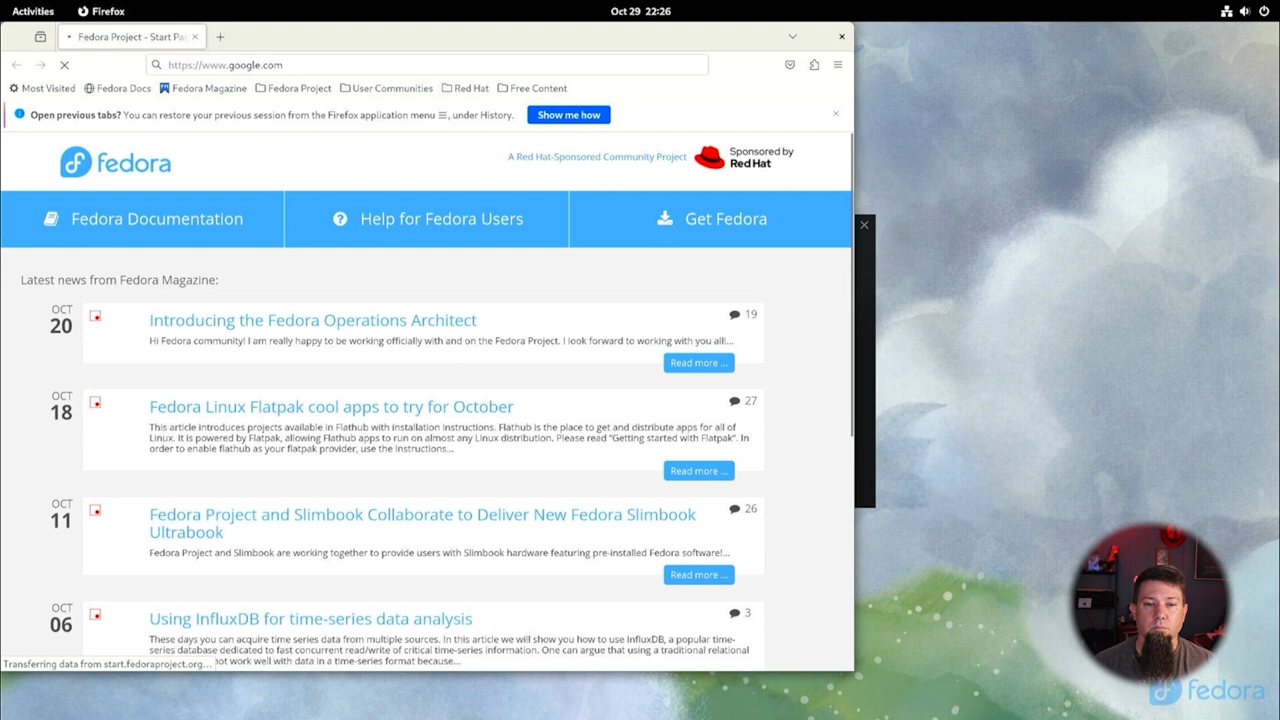 Activities Firefox Oct 29 22:26
Fedora Project - Start Pa
https://www.google.com
Most Visited Fedora Docs Fedora Magazine Fedora Project User Communities Red Hat Free Content
Open previous tabs? You can restore your previous session from the Firefox application menu ☰, under History. Show me how
fedora
A Red Hat-Sponsored Community Project
Sponsored by
Red Hat
Fedora Documentation Help for Fedora Users Get Fedora
Latest news from Fedora Magazine:
OCT
20
Introducing the Fedora Operations Architect
19
Hi Fedora community! I am really happy to be working officially with and on the Fedora Project. I look forward to working with you all!...
Read more ...
OCT
18
Fedora Linux Flatpak cool apps to try for October
27
This article introduces projects available in Flathub with installation instructions. Flathub is the place to get and distribute apps for all of
Linux. It is powered by Flatpak, allowing Flathub apps to run on almost any Linux distribution. Please read "Getting started with Flatpak". In
order to enable flathub as your flatpak provider, use the instructions...
Read more ...
OCT
11
Fedora Project and Slimbook Collaborate to Deliver New Fedora Slimbook
Ultrabook
26
Fedora Project and Slimbook are working together to provide users with Slimbook hardware featuring pre-installed Fedora software!...
Read more ...
OCT
06
Using InfluxDB for time-series data analysis
3
These days you can acquire time series data from multiple sources. In this article we will show you how to use InfluxDB, a popular time-
series database dedicated to fast concurrent read/write of critical time-series information. One can argue that using a traditional relational
not work well with data in a time-series format because...
Transferring data from start.fedoraproject.org...
fedora